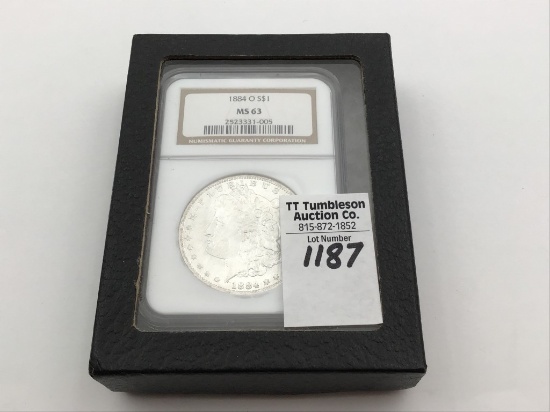 1884-O S$1
MS 63
2523331-005
NUMISMATIC GUARANTY CORPORATION
TT Tumbleson
Auction Co.
815-872-1852
Lot Number
1187
1884